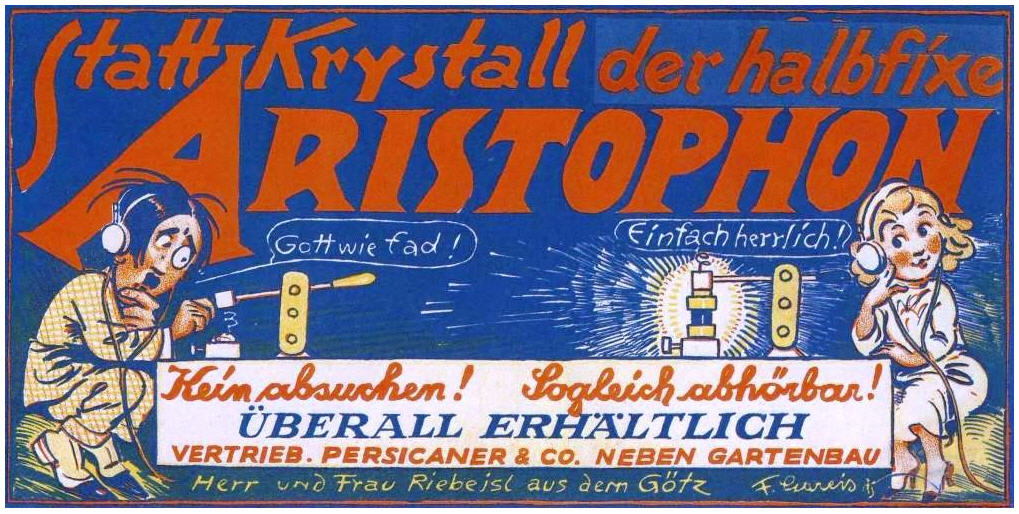 Statt Krystall der halbfixe
ARISTOPHON
Gott wie fad!
Einfach herrlich!
Kein absuchen! Sogleich abhörbar!
ÜBERALL ERHÄLTLICH
VERTRIEB. PERSICANER & CO. NEBEN GARTENBAU
Herr und Frau Riebeisl aus dem Götz